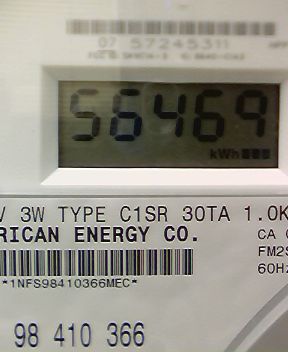 07 57245311
56469
kWh
V 3W TYPE C1SR 30TA 1.0K
RICAN ENERGY CO.
CA
FM2S
60Hz
*1NFS98410366MEC*
98 410 366